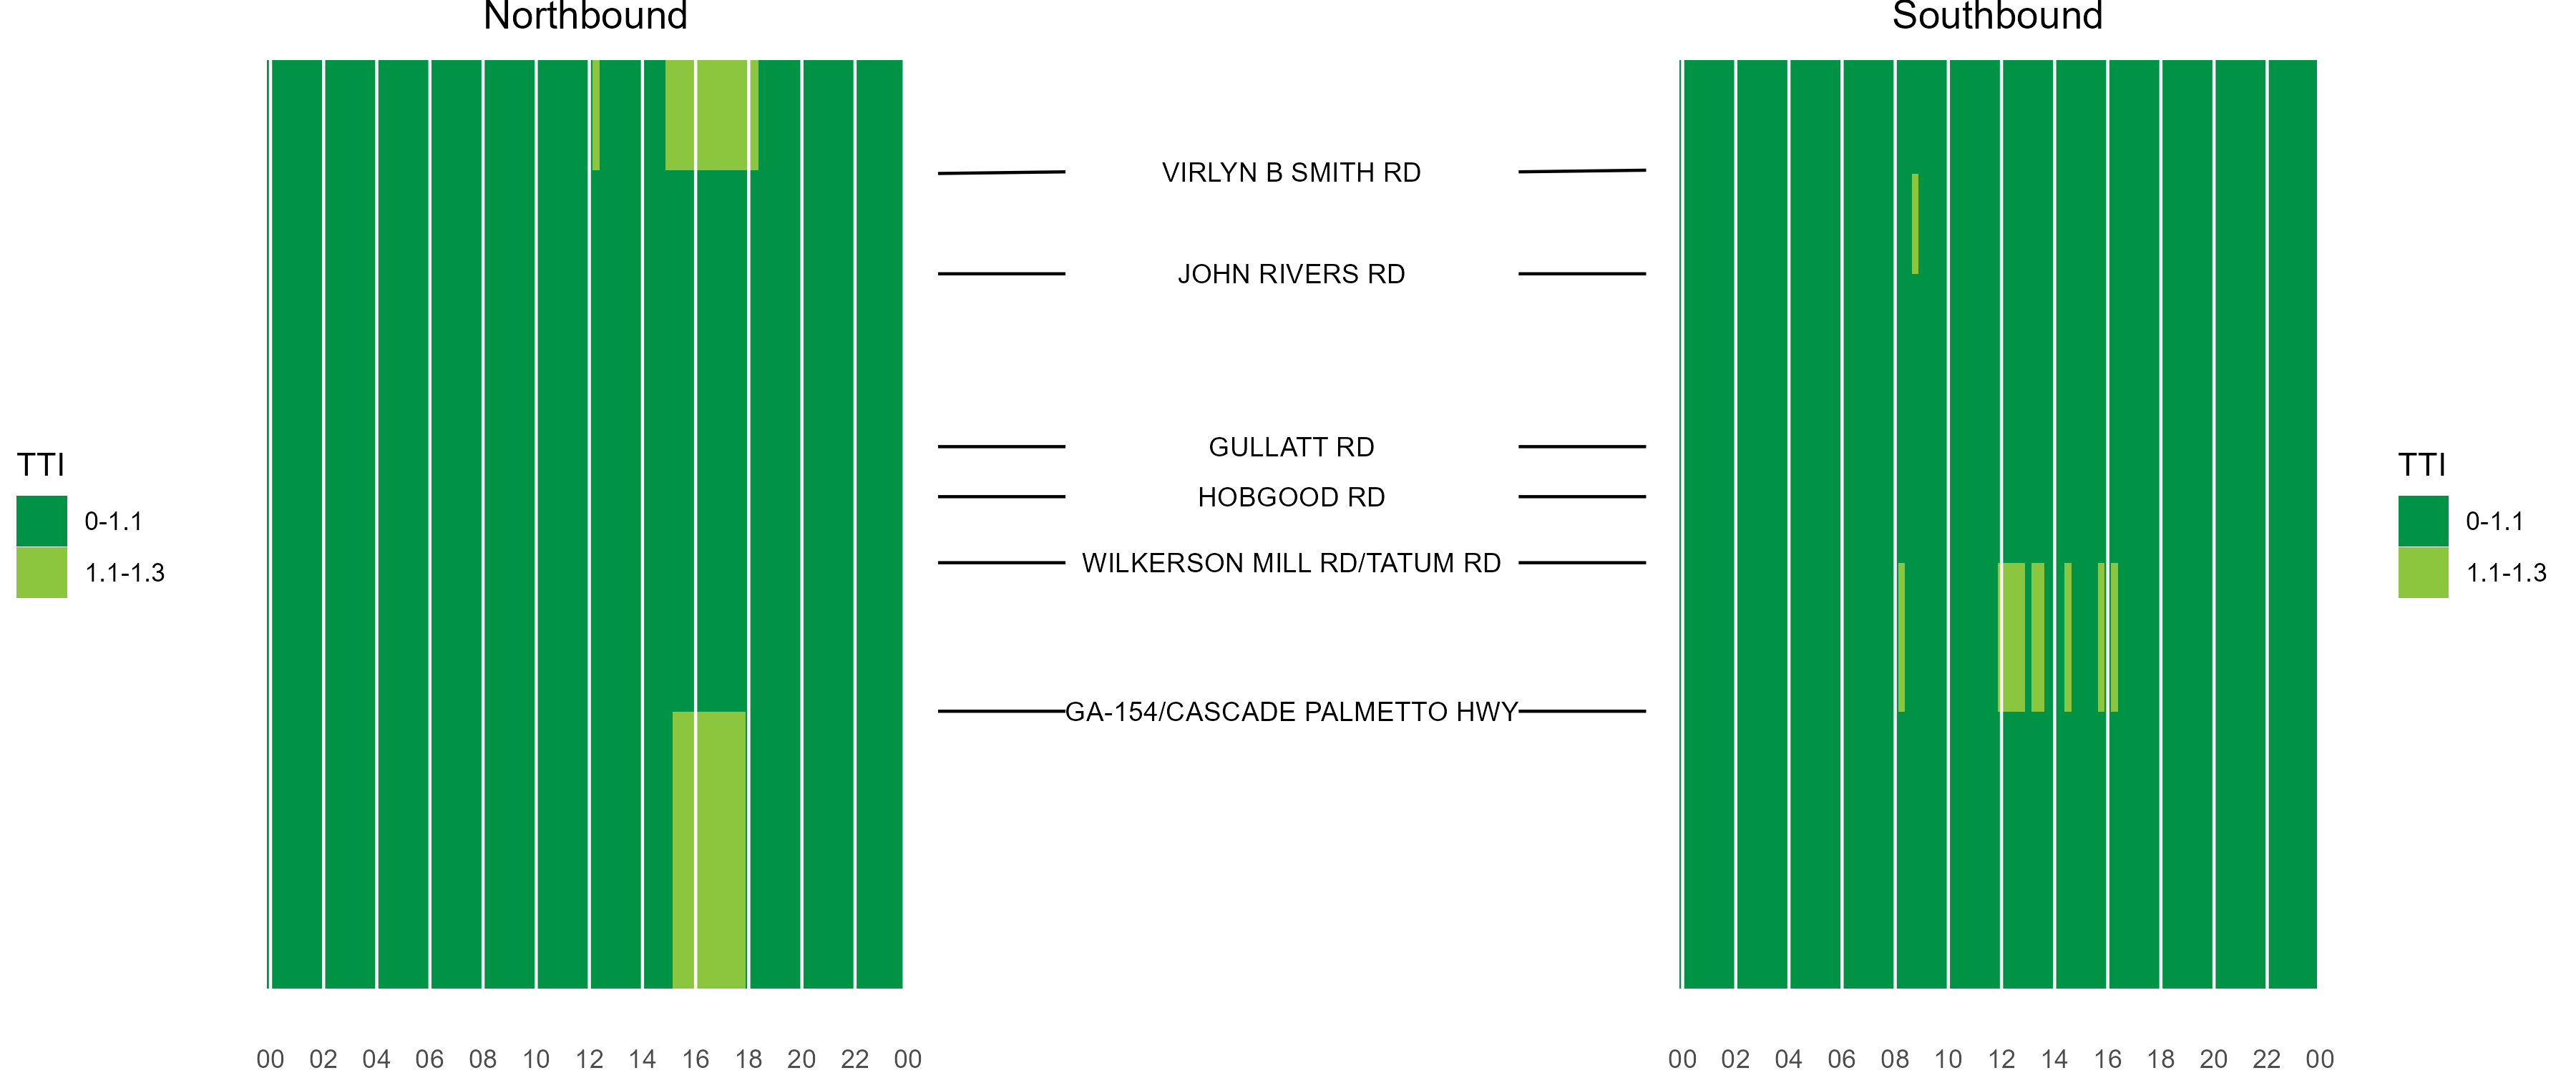 Northbound
Southbound
VIRLYN B SMITH RD
JOHN RIVERS RD
GULLATT RD
HOBGOOD RD
WILKERSON MILL RD/TATUM RD
GA-154/CASCADE PALMETTO HWY
TTI
0-1.1
1.1-1.3
TTI
0-1.1
1.1-1.3
00 02 04 06 08 10 12 14 16 18 20 22 00
00 02 04 06 08 10 12 14 16 18 20 22 00